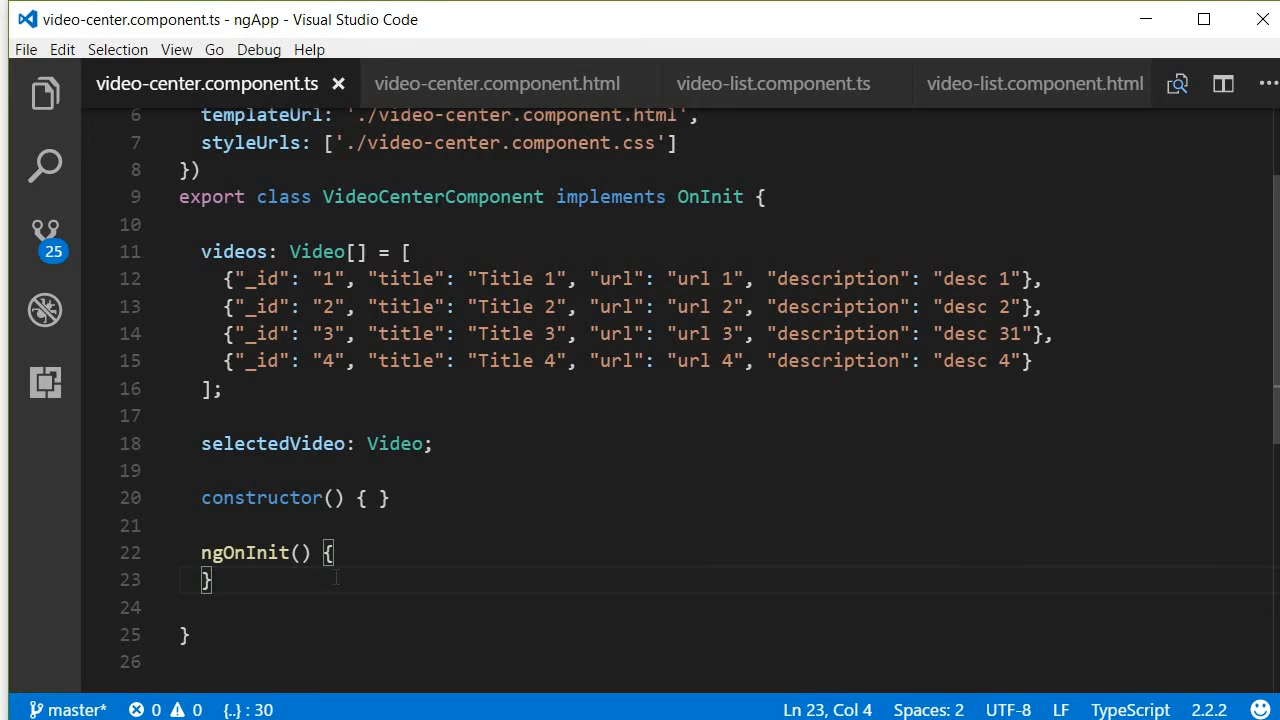 video-center.component.ts - ngApp - Visual Studio Code
File Edit Selection View Go Debug Help
video-center.component.ts video-center.component.html video-list.component.ts video-list.component.html
6 templateUrl: './video-center.component.html',
7 styleUrls: ['./video-center.component.css']
8 })
9 export class VideoCenterComponent implements OnInit {
10
11 videos: Video[] = [
12 {"_id": "1", "title": "Title 1", "url": "url 1", "description": "desc 1"},
13 {"_id": "2", "title": "Title 2", "url": "url 2", "description": "desc 2"},
14 {"_id": "3", "title": "Title 3", "url": "url 3", "description": "desc 31"},
15 {"_id": "4", "title": "Title 4", "url": "url 4", "description": "desc 4"}
16 ];
17
18 selectedVideo: Video;
19
20 constructor() { }
21
22 ngOnInit() {
23 }
24
25 }
26
25
master* 0 0 {..} : 30 Ln 23, Col 4 Spaces: 2 UTF-8 LF TypeScript 2.2.2